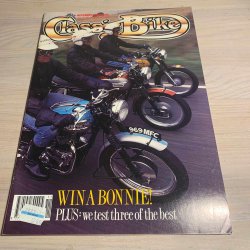 Classic Bike
969 MFC
WIN A BONNIE!
PLUS: we test three of the best